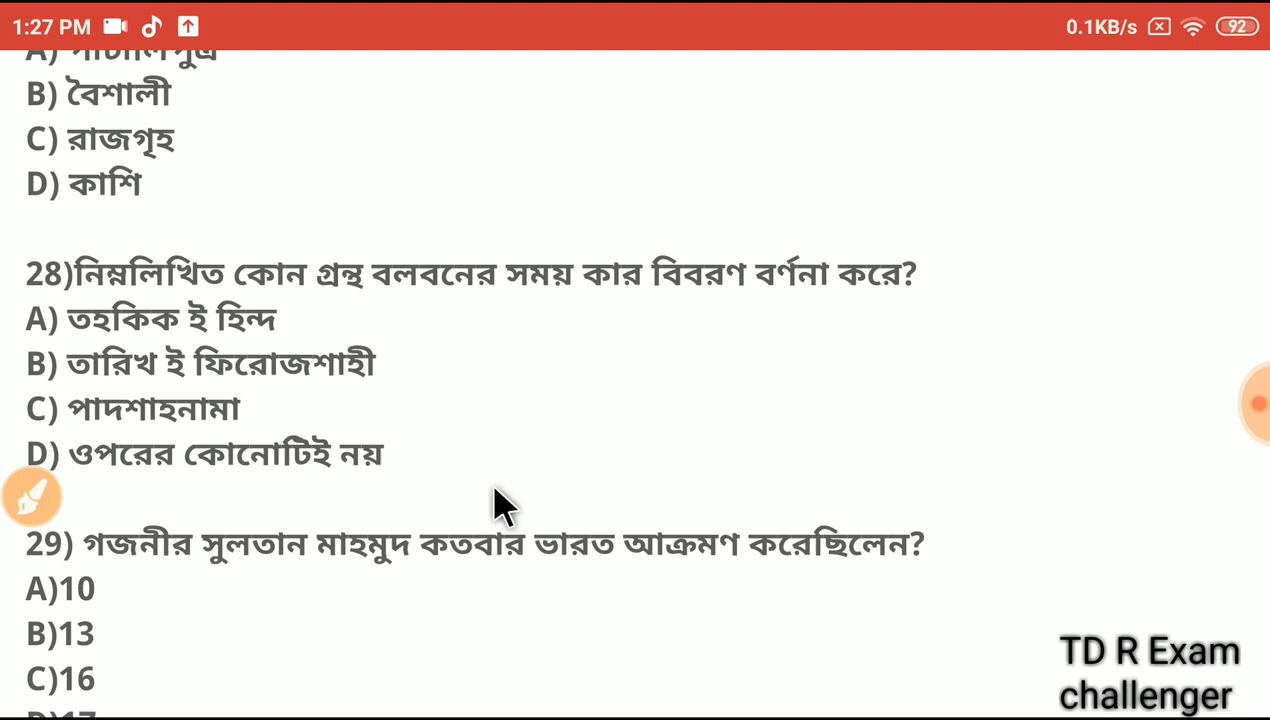 1:27 PM
0.1KB/s
92
A) পাটালিপুত্র
B) বৈশালী
C) রাজগৃহ
D) কাশি
28)নিম্নলিখিত কোন গ্রন্থ বলবনের সময় কার বিবরণ বর্ণনা করে?
A) তহকিক ই হিন্দ
B) তারিখ ই ফিরোজশাহী
C) পাদশাহনামা
D) ওপরের কোনোটিই নয়
29) গজনীর সুলতান মাহমুদ কতবার ভারত আক্রমণ করেছিলেন?
A)10
B)13
C)16
D)17
TD R Exam
challenger